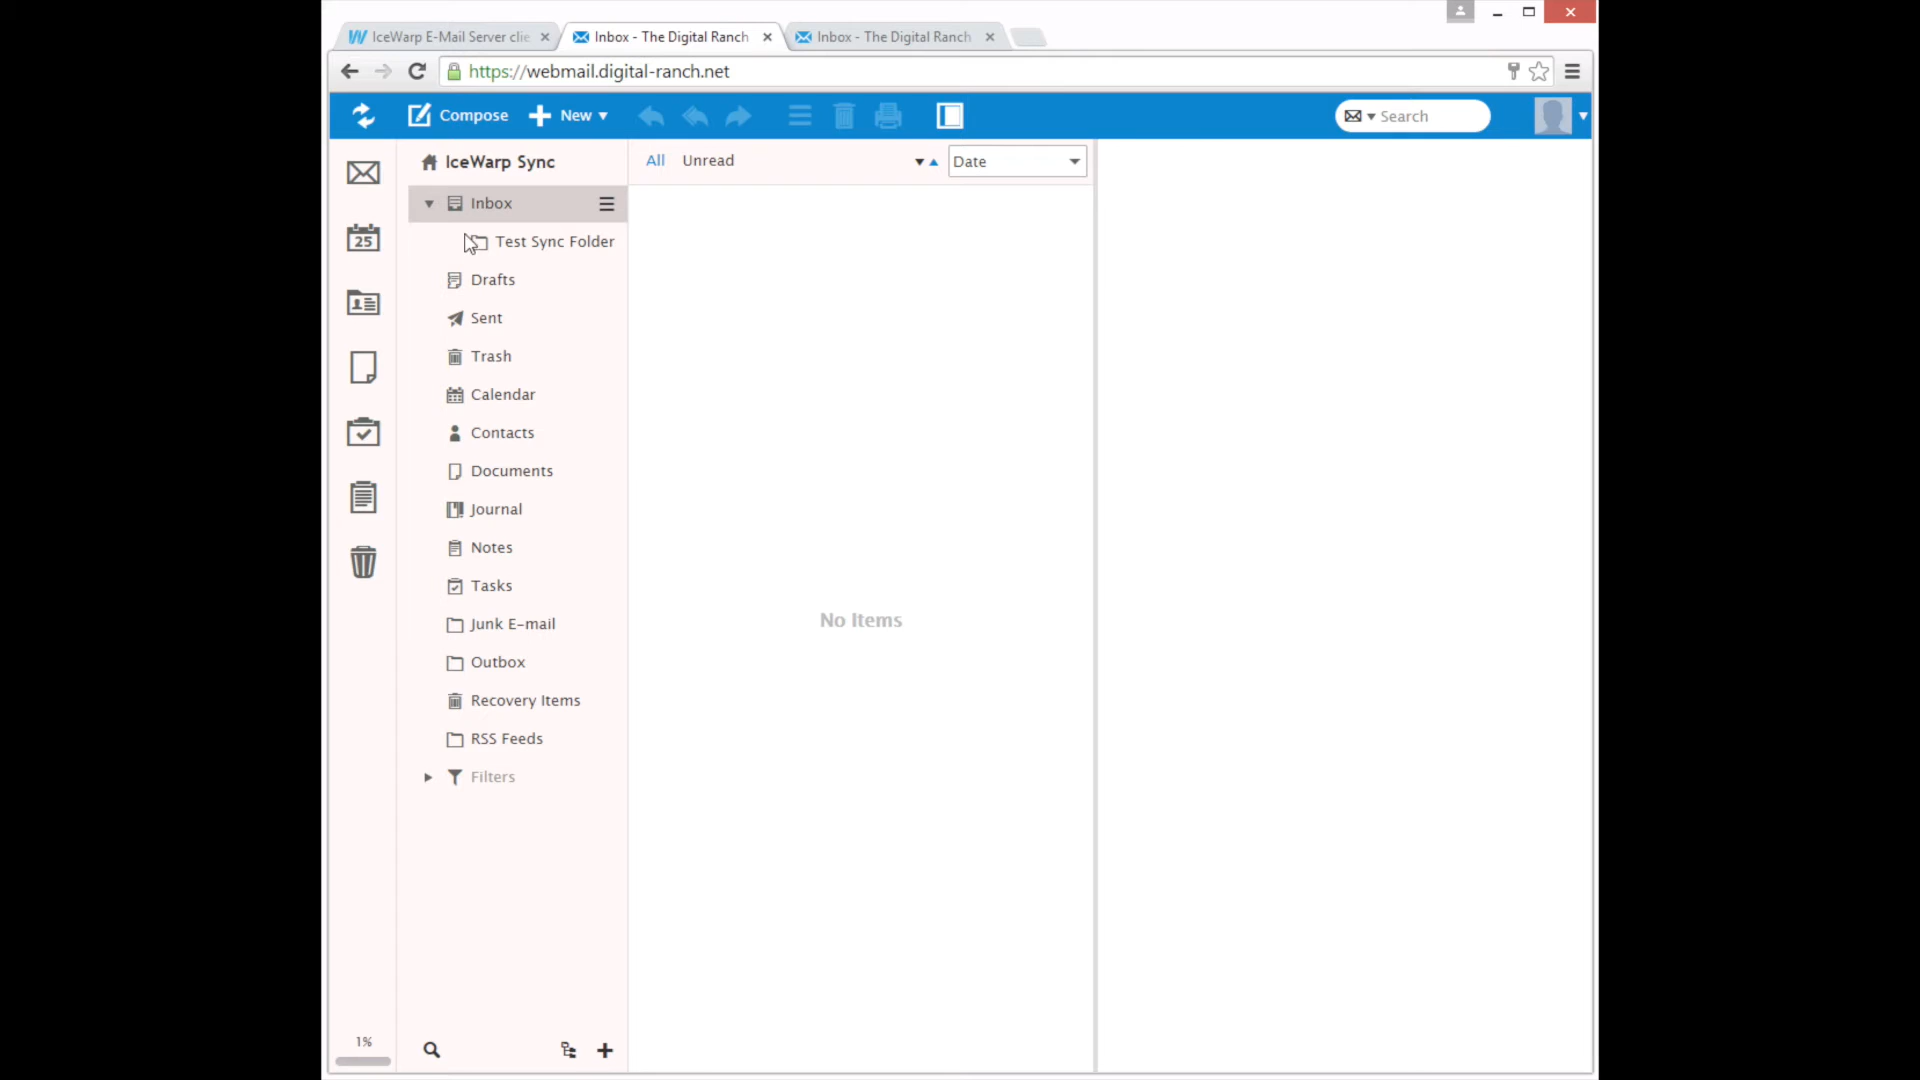 IceWarp E-Mail Server clie
Inbox - The Digital Ranch
Inbox - The Digital Ranch
https://webmail.digital-ranch.net
Compose
New
Search
IceWarp Sync
All
Unread
Date
Inbox
25
Test Sync Folder
Drafts
Sent
Trash
Calendar
Contacts
Documents
Journal
Notes
Tasks
No Items
Junk E-mail
Outbox
Recovery Items
RSS Feeds
Filters
1%